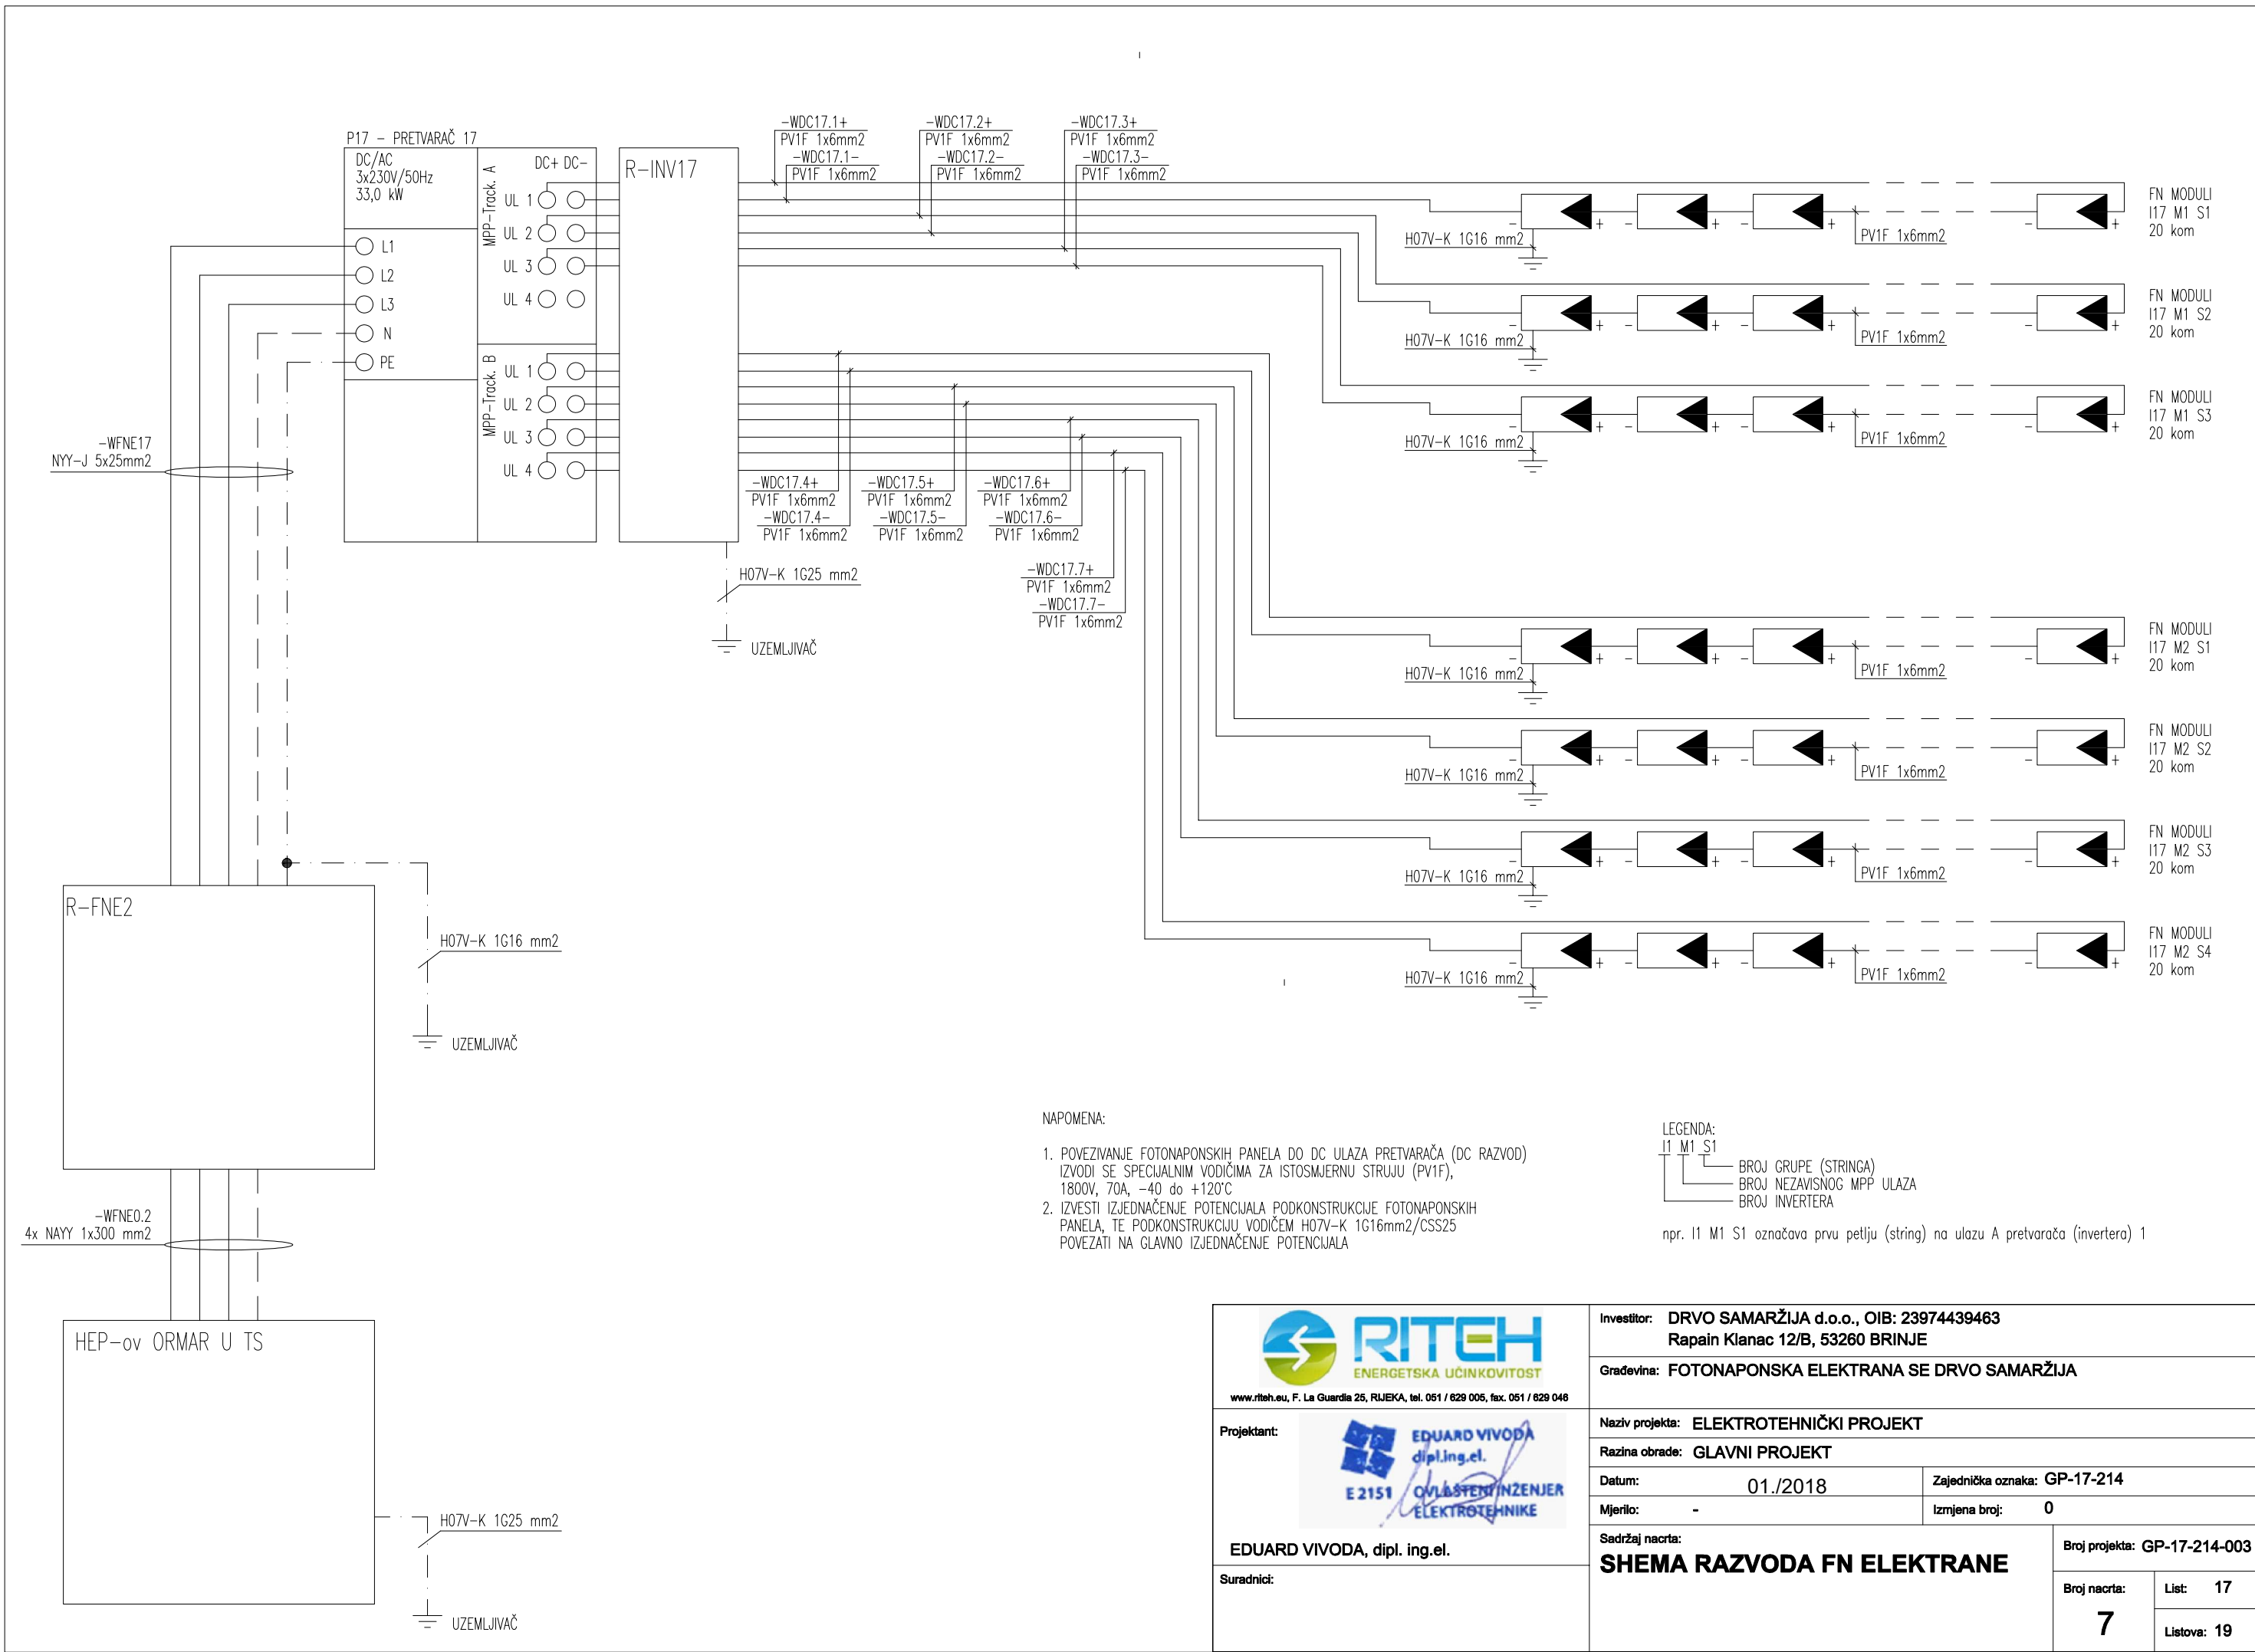 P17 – PRETVARAČ 17
DC/AC
3x230V/50Hz
33,0 kW
L1
L2
L3
N
PE
MPP-Track. A
DC+ DC-
UL 1
UL 2
UL 3
UL 4
MPP-Track. B
UL 1
UL 2
UL 3
UL 4
R-INV17
-WDC17.1+
PV1F 1x6mm2
-WDC17.1-
PV1F 1x6mm2
-WDC17.2+
PV1F 1x6mm2
-WDC17.2-
PV1F 1x6mm2
-WDC17.3+
PV1F 1x6mm2
-WDC17.3-
PV1F 1x6mm2
-WDC17.4+
PV1F 1x6mm2
-WDC17.4-
PV1F 1x6mm2
-WDC17.5+
PV1F 1x6mm2
-WDC17.5-
PV1F 1x6mm2
-WDC17.6+
PV1F 1x6mm2
-WDC17.6-
PV1F 1x6mm2
-WDC17.7+
PV1F 1x6mm2
-WDC17.7-
PV1F 1x6mm2
H07V-K 1G25 mm2
UZEMLJIVAČ
H07V-K 1G16 mm2
PV1F 1x6mm2
FN MODULI
I17 M1 S1
20 kom
H07V-K 1G16 mm2
PV1F 1x6mm2
FN MODULI
I17 M1 S2
20 kom
H07V-K 1G16 mm2
PV1F 1x6mm2
FN MODULI
I17 M1 S3
20 kom
H07V-K 1G16 mm2
PV1F 1x6mm2
FN MODULI
I17 M2 S1
20 kom
H07V-K 1G16 mm2
PV1F 1x6mm2
FN MODULI
I17 M2 S2
20 kom
H07V-K 1G16 mm2
PV1F 1x6mm2
FN MODULI
I17 M2 S3
20 kom
H07V-K 1G16 mm2
PV1F 1x6mm2
FN MODULI
I17 M2 S4
20 kom
-WFNE17
NYY-J 5x25mm2
R-FNE2
H07V-K 1G16 mm2
UZEMLJIVAČ
-WFNE0.2
4x NAYY 1x300 mm2
HEP-ov ORMAR U TS
H07V-K 1G25 mm2
UZEMLJIVAČ
NAPOMENA:
1. POVEZIVANJE FOTONAPONSKIH PANELA DO DC ULAZA PRETVARAČA (DC RAZVOD)
IZVODI SE SPECIJALNIM VODIČIMA ZA ISTOSMJERNU STRUJU (PV1F),
1800V, 70A, -40 do +120°C
2. IZVESTI IZJEDNAČENJE POTENCIJALA PODKONSTRUKCIJE FOTONAPONSKIH
PANELA, TE PODKONSTRUKCIJU VODIČEM H07V-K 1G16mm2/CSS25
POVEZATI NA GLAVNO IZJEDNAČENJE POTENCIJALA
LEGENDA:
I1 M1 S1
BROJ GRUPE (STRINGA)
BROJ NEZAVISNOG MPP ULAZA
BROJ INVERTERA
npr. I1 M1 S1 označava prvu petlju (string) na ulazu A pretvarača (invertera) 1
RITEH
ENERGETSKA UČINKOVITOST
www.riteh.eu, F. La Guardia 25, RIJEKA, tel. 051 / 629 005, fax. 051 / 629 046
Projektant:
EDUARD VIVODA
dipl.ing.el.
E 2151 OVLAŠTENI INŽENJER
ELEKTROTEHNIKE
EDUARD VIVODA, dipl. ing.el.
Suradnici:
Investitor: DRVO SAMARŽIJA d.o.o., OIB: 23974439463
Rapain Klanac 12/B, 53260 BRINJE
Građevina: FOTONAPONSKA ELEKTRANA SE DRVO SAMARŽIJA
Naziv projekta: ELEKTROTEHNIČKI PROJEKT
Razina obrade: GLAVNI PROJEKT
Datum: 01./2018
Zajednička oznaka: GP-17-214
Mjerilo: -
Izmjena broj: 0
Sadržaj nacrta:
SHEMA RAZVODA FN ELEKTRANE
Broj projekta: GP-17-214-003
Broj nacrta:
7
List: 17
Listova: 19